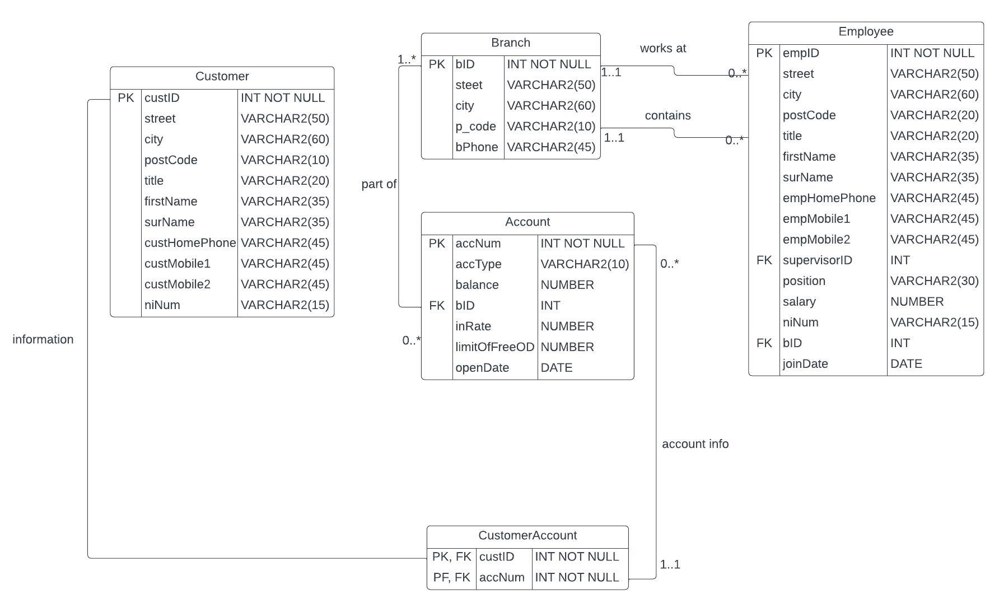 Customer
PK custID INT NOT NULL
street VARCHAR2(50)
city VARCHAR2(60)
postCode VARCHAR2(10)
title VARCHAR2(20)
firstName VARCHAR2(35)
surName VARCHAR2(35)
custHomePhone VARCHAR2(45)
custMobile1 VARCHAR2(45)
custMobile2 VARCHAR2(45)
niNum VARCHAR2(15)
information
1..*
part of
0..*
Branch
PK bID INT NOT NULL
steet VARCHAR2(50)
city VARCHAR2(60)
p_code VARCHAR2(10)
bPhone VARCHAR2(45)
works at
1..1
0..*
contains
1..1
0..*
Account
PK accNum INT NOT NULL
accType VARCHAR2(10)
balance NUMBER
FK bID INT
inRate NUMBER
limitOfFreeOD NUMBER
openDate DATE
0..*
account info
1..1
Employee
PK empID INT NOT NULL
street VARCHAR2(50)
city VARCHAR2(60)
postCode VARCHAR2(20)
title VARCHAR2(20)
firstName VARCHAR2(35)
surName VARCHAR2(35)
empHomePhone VARCHAR2(45)
empMobile1 VARCHAR2(45)
empMobile2 VARCHAR2(45)
FK supervisorID INT
position VARCHAR2(30)
salary NUMBER
niNum VARCHAR2(15)
FK bID INT
joinDate DATE
CustomerAccount
PK, FK custID INT NOT NULL
PF, FK accNum INT NOT NULL